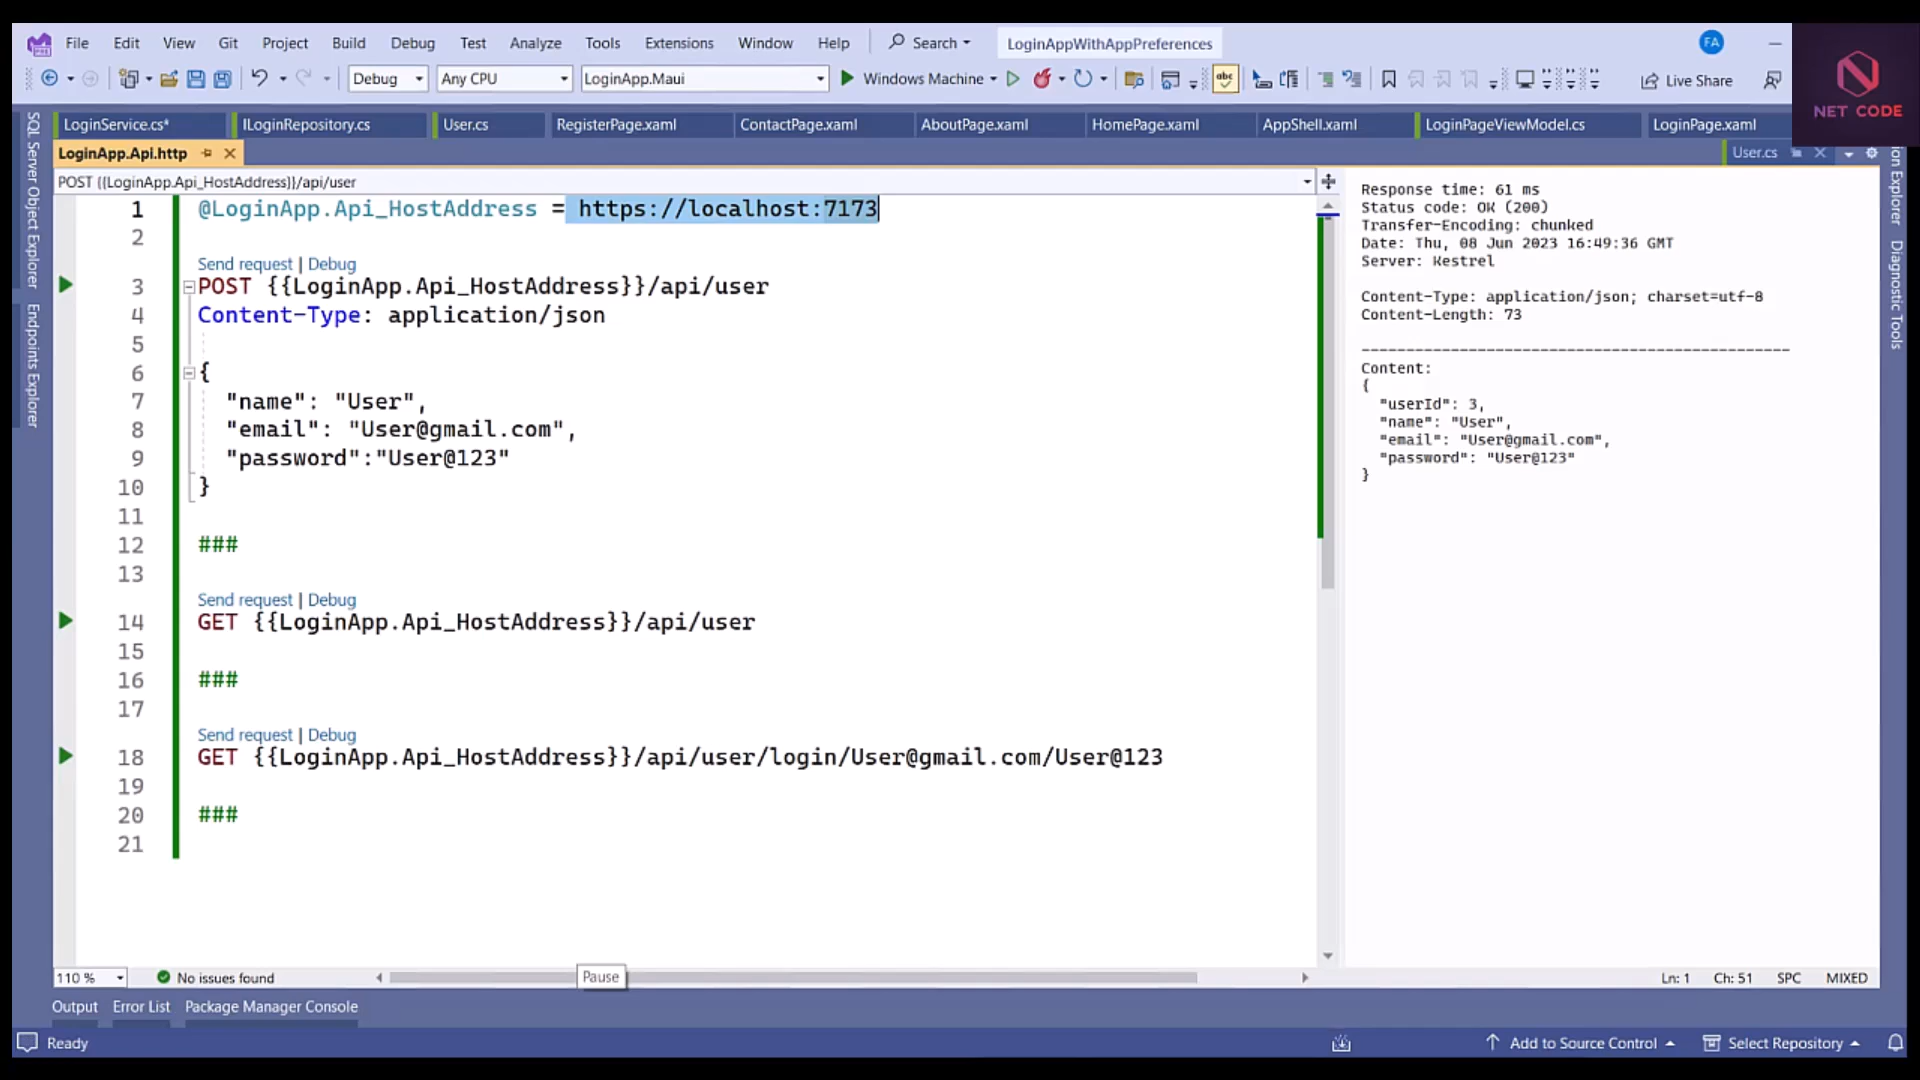 File Edit View Git Project Build Debug Test Analyze Tools Extensions Window Help Search LoginAppWithAppPreferences FA
Debug Any CPU LoginApp.Maui Windows Machine abc Live Share
NET CODE
LoginService.cs* ILoginRepository.cs User.cs RegisterPage.xaml ContactPage.xaml AboutPage.xaml HomePage.xaml AppShell.xaml LoginPageViewModel.cs LoginPage.xaml
LoginApp.Api.http User.cs
POST {{LoginApp.Api_HostAddress}}/api/user
SQL Server Object Explorer
Endpoints Explorer
1 @LoginApp.Api_HostAddress = https://localhost:7173
2
Send request | Debug
3 POST {{LoginApp.Api_HostAddress}}/api/user
4 Content-Type: application/json
5
6 {
7 "name": "User",
8 "email": "User@gmail.com",
9 "password":"User@123"
10 }
11
12 ###
13
Send request | Debug
14 GET {{LoginApp.Api_HostAddress}}/api/user
15
16 ###
17
Send request | Debug
18 GET {{LoginApp.Api_HostAddress}}/api/user/login/User@gmail.com/User@123
19
20 ###
21
Response time: 61 ms
Status code: OK (200)
Transfer-Encoding: chunked
Date: Thu, 08 Jun 2023 16:49:36 GMT
Server: Kestrel
Content-Type: application/json; charset=utf-8
Content-Length: 73
------------------------------------------------
Content:
{
"userId": 3,
"name": "User",
"email": "User@gmail.com",
"password": "User@123"
}
ion Explorer
Diagnostic Tools
110 % No issues found Pause Ln: 1 Ch: 51 SPC MIXED
Output Error List Package Manager Console
Ready Add to Source Control Select Repository